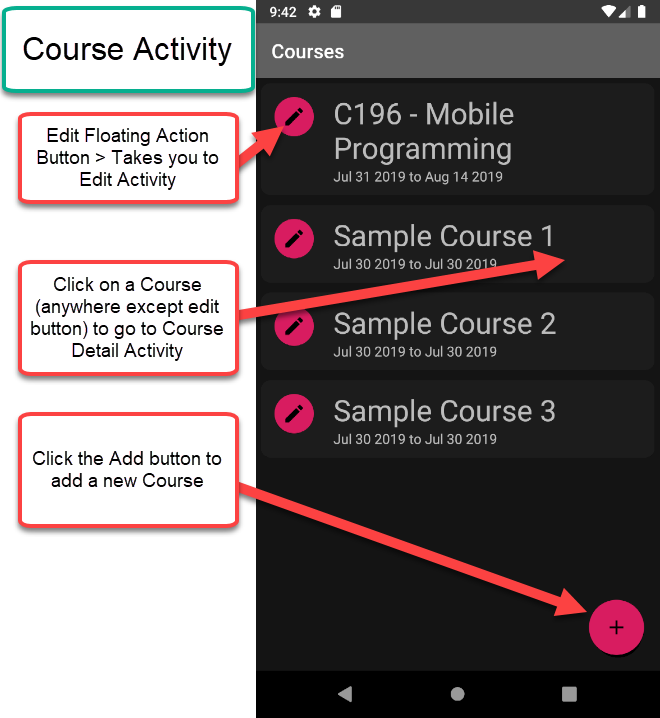 Course Activity
Edit Floating Action
Button > Takes you to
Edit Activity
Click on a Course
(anywhere except edit
button) to go to Course
Detail Activity
Click the Add button to
add a new Course
9:42
Courses
C196 - Mobile
Programming
Jul 31 2019 to Aug 14 2019
Sample Course 1
Jul 30 2019 to Jul 30 2019
Sample Course 2
Jul 30 2019 to Jul 30 2019
Sample Course 3
Jul 30 2019 to Jul 30 2019